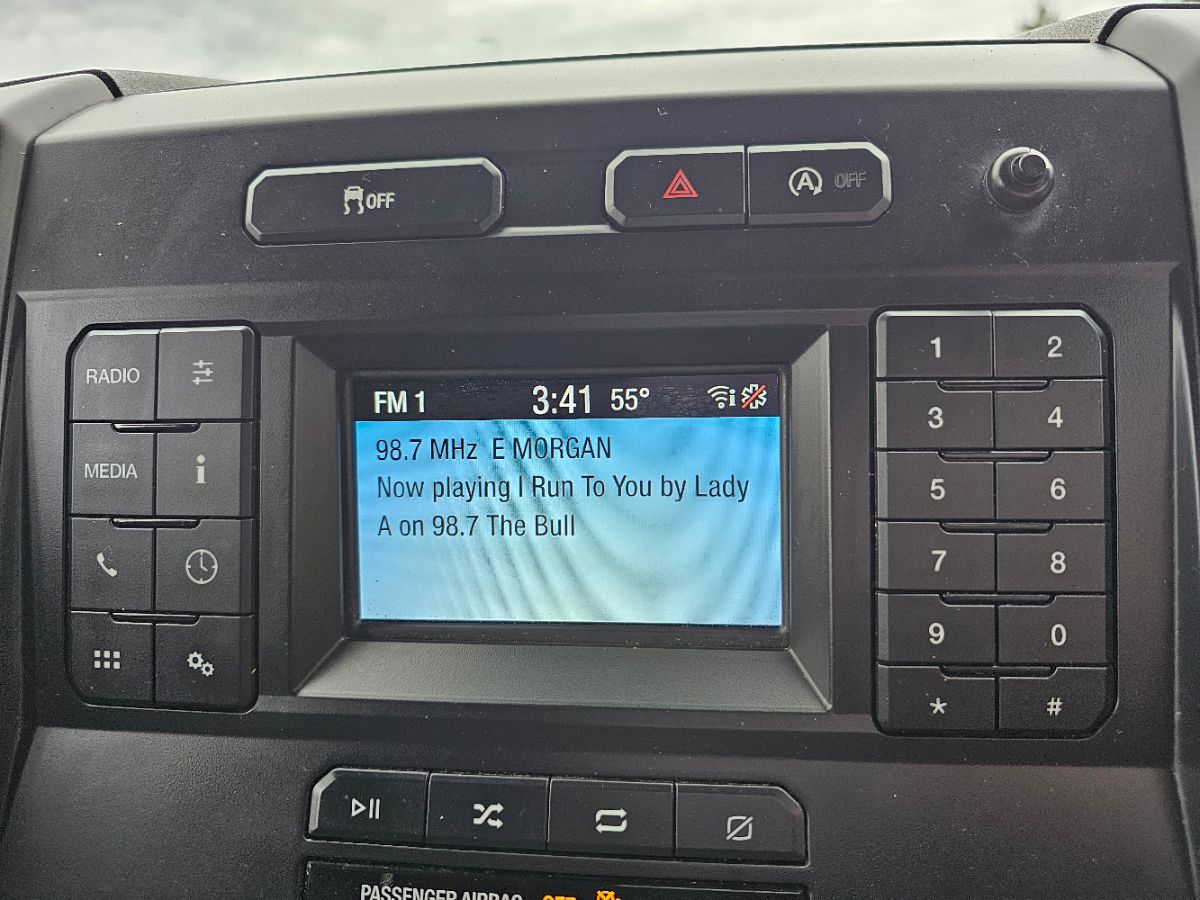 OFF
A OFF
RADIO
MEDIA
i
FM 1 3:41 55° i
98.7 MHz E MORGAN
Now playing I Run To You by Lady
A on 98.7 The Bull
1 2
3 4
5 6
7 8
9 0
* #
PASSENGER AIRBAG OFF